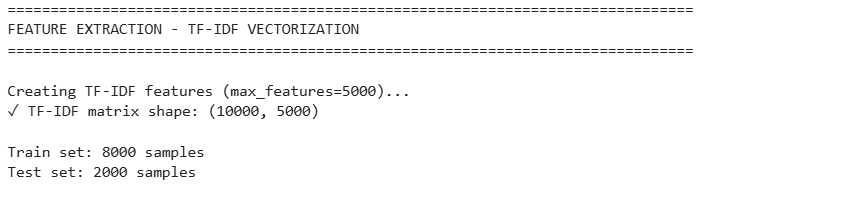 ==============================================================================
FEATURE EXTRACTION - TF-IDF VECTORIZATION
==============================================================================
Creating TF-IDF features (max_features=5000)...
✓ TF-IDF matrix shape: (10000, 5000)
Train set: 8000 samples
Test set: 2000 samples